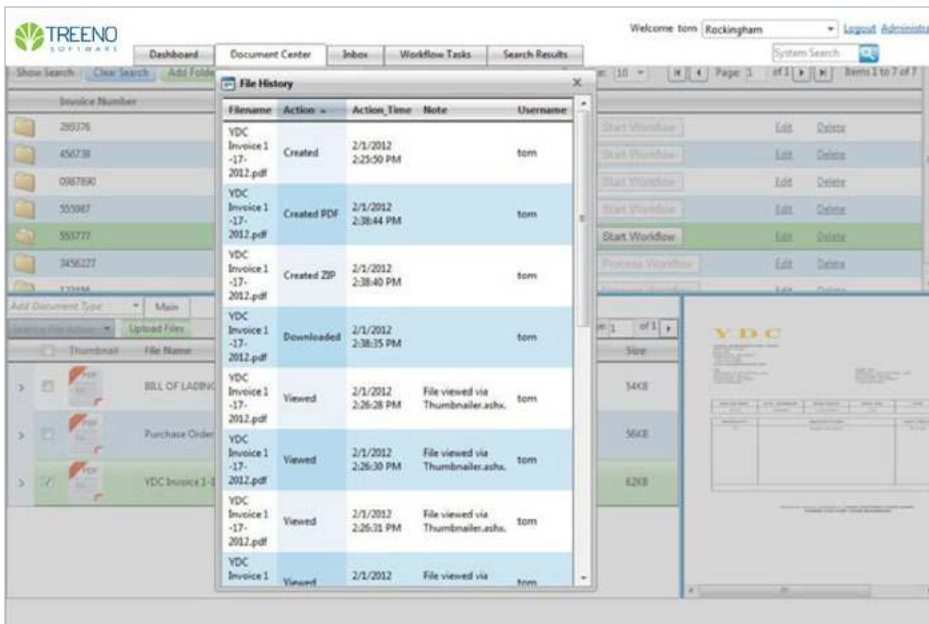 TREENO
SOFTWARE
Welcome tom Rockingham Logout Administra
Dashboard Document Center Inbox Workflow Tasks Search Results
System Search
Show Search Clear Search Add Folde 10 Page 1 of 1 Items 1 to 7 of 7
Invoice Number
289376 Start Workflow Edit Delete
456738 Start Workflow Edit Delete
0987890 Start Workflow Edit Delete
555987 Start Workflow Edit Delete
555777 Start Workflow Edit Delete
3456227 Process Workflow Edit Delete
Add Document Type Main
Upload Files 1 of 1
Thumbnail File Name Size
BILL OF LADING 54KB
Purchase Order 56KB
YDC Invoice 1-1 62KB
File History
Filename Action Action_Time Note Username
YDC
Invoice 1
-17-
2012.pdf
Created
2/1/2012
2:25:50 PM
tom
YDC
Invoice 1
-17-
2012.pdf
Created PDF
2/1/2012
2:38:44 PM
tom
YDC
Invoice 1
-17-
2012.pdf
Created ZIP
2/1/2012
2:38:40 PM
tom
YDC
Invoice 1
-17-
2012.pdf
Downloaded
2/1/2012
2:38:35 PM
tom
YDC
Invoice 1
-17-
2012.pdf
Viewed
2/1/2012
2:26:28 PM
File viewed via
Thumbnailer.ashx.
tom
YDC
Invoice 1
-17-
2012.pdf
Viewed
2/1/2012
2:26:30 PM
File viewed via
Thumbnailer.ashx.
tom
YDC
Invoice 1
-17-
2012.pdf
Viewed
2/1/2012
2:26:31 PM
File viewed via
Thumbnailer.ashx.
tom
YDC
Invoice 1
Viewed
2/1/2012
File viewed via
tom
YDC